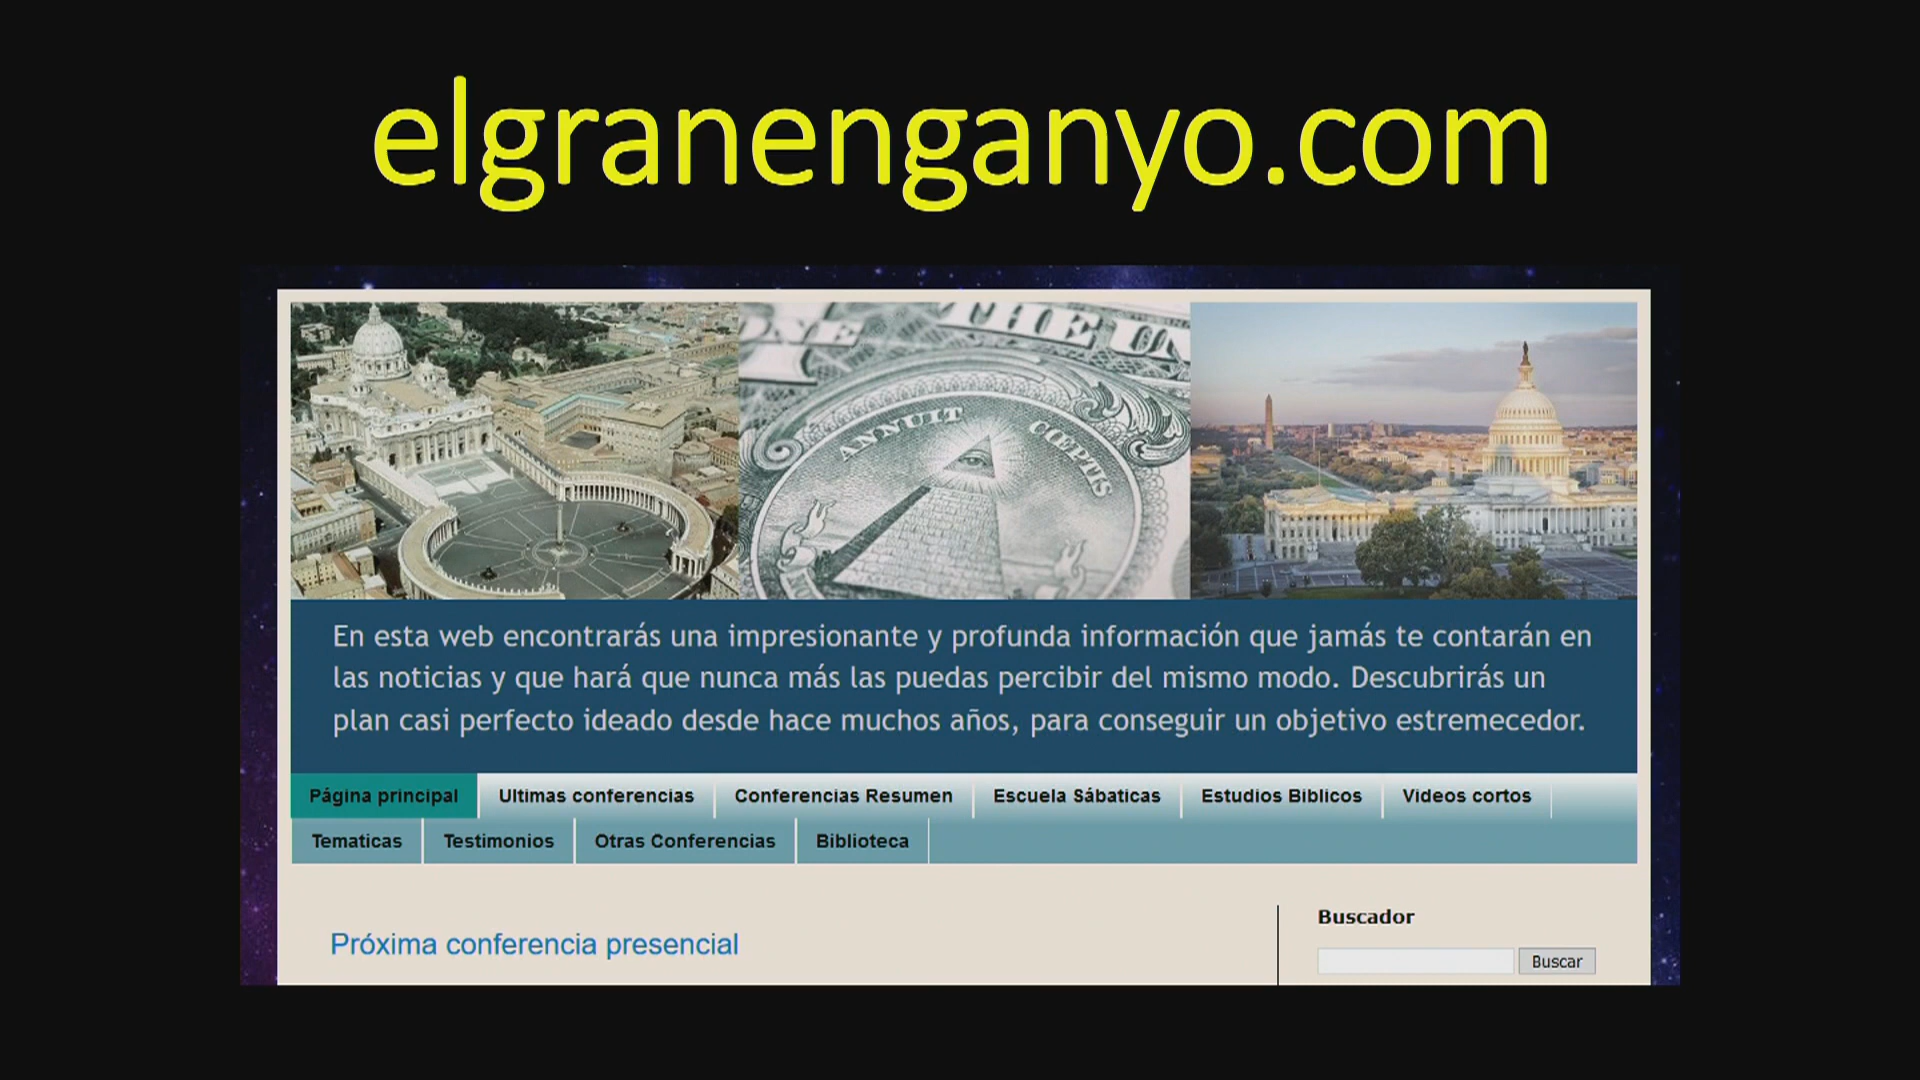 elgranenganyo.com
ONE
THE UN
ANNUIT CŒPTIS
En esta web encontrarás una impresionante y profunda información que jamás te contarán en
las noticias y que hará que nunca más las puedas percibir del mismo modo. Descubrirás un
plan casi perfecto ideado desde hace muchos años, para conseguir un objetivo estremecedor.
Página principal Ultimas conferencias Conferencias Resumen Escuela Sábaticas Estudios Biblicos Videos cortos
Tematicas Testimonios Otras Conferencias Biblioteca
Buscador
Próxima conferencia presencial
Buscar